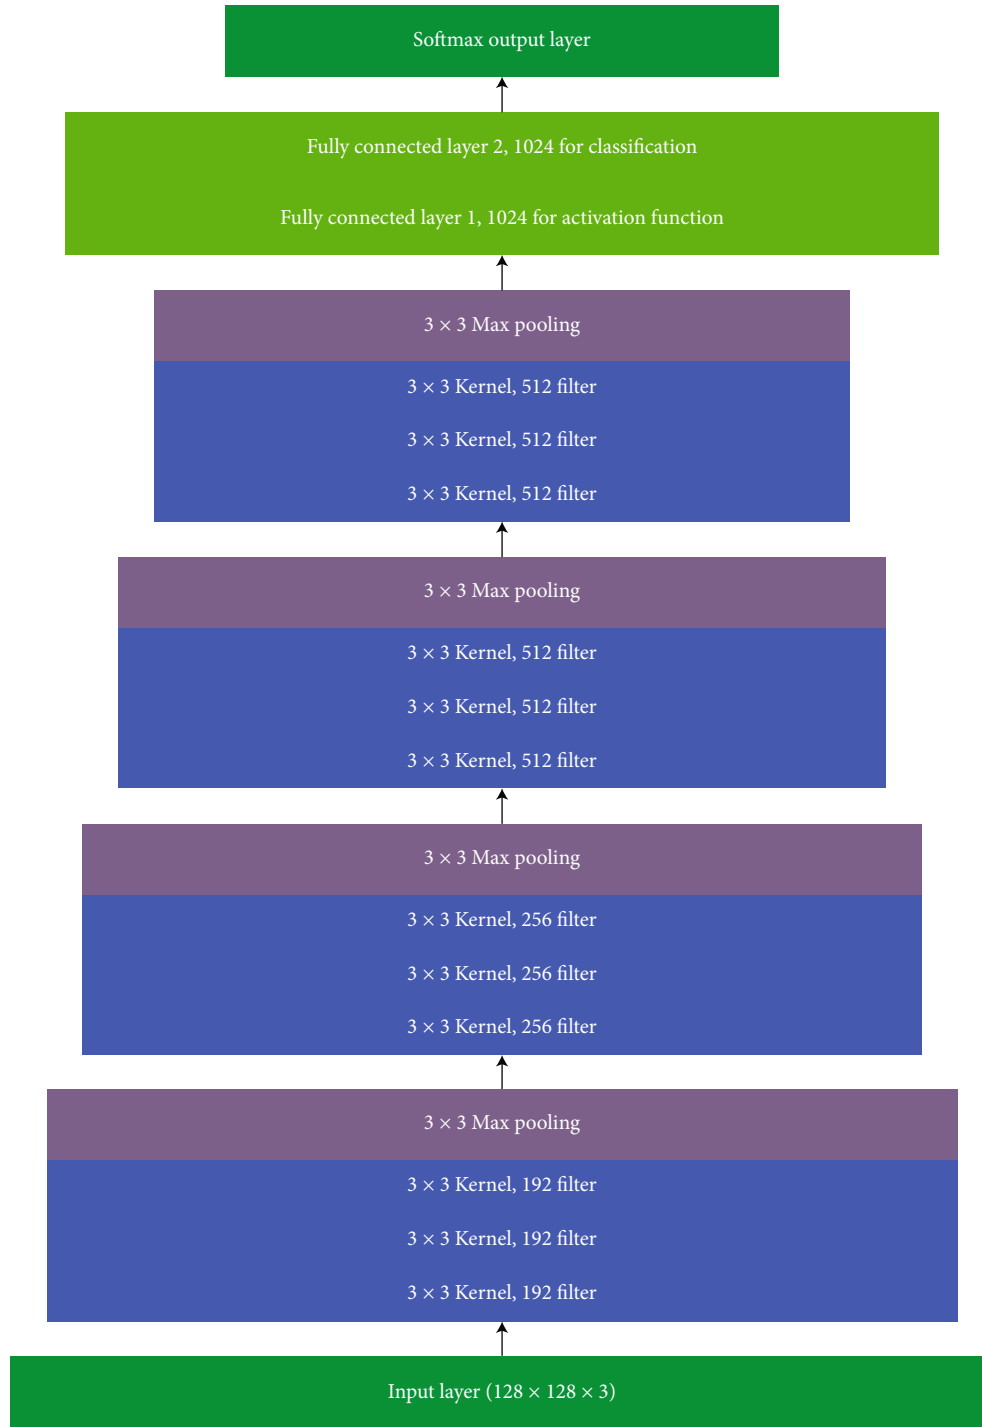 Softmax output layer
Fully connected layer 2, 1024 for classification
Fully connected layer 1, 1024 for activation function
3 × 3 Max pooling
3 × 3 Kernel, 512 filter
3 × 3 Kernel, 512 filter
3 × 3 Kernel, 512 filter
3 × 3 Max pooling
3 × 3 Kernel, 512 filter
3 × 3 Kernel, 512 filter
3 × 3 Kernel, 512 filter
3 × 3 Max pooling
3 × 3 Kernel, 256 filter
3 × 3 Kernel, 256 filter
3 × 3 Kernel, 256 filter
3 × 3 Max pooling
3 × 3 Kernel, 192 filter
3 × 3 Kernel, 192 filter
3 × 3 Kernel, 192 filter
Input layer (128 × 128 × 3)